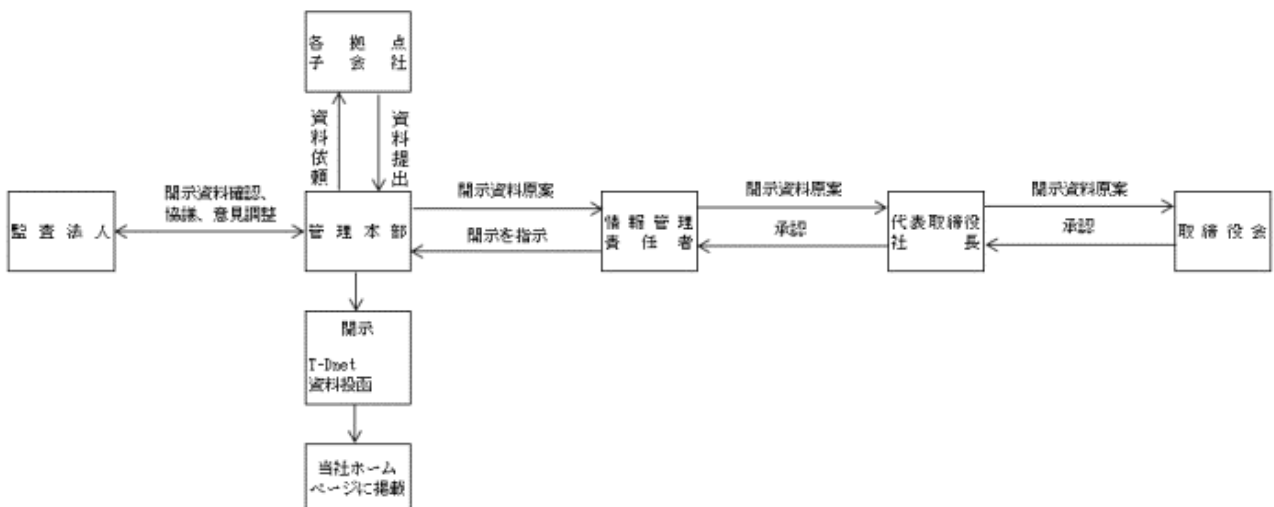 各拠点
子会社
資料依頼
資料提出
開示資料確認、
協議、意見調整
開示資料原案
開示資料原案
開示資料原案
監査法人
管理本部
開示を指示
情報管理
責任者
承認
代表取締役
社長
承認
取締役会
開示
T-Dnet
資料投函
当社ホーム
ページに掲載